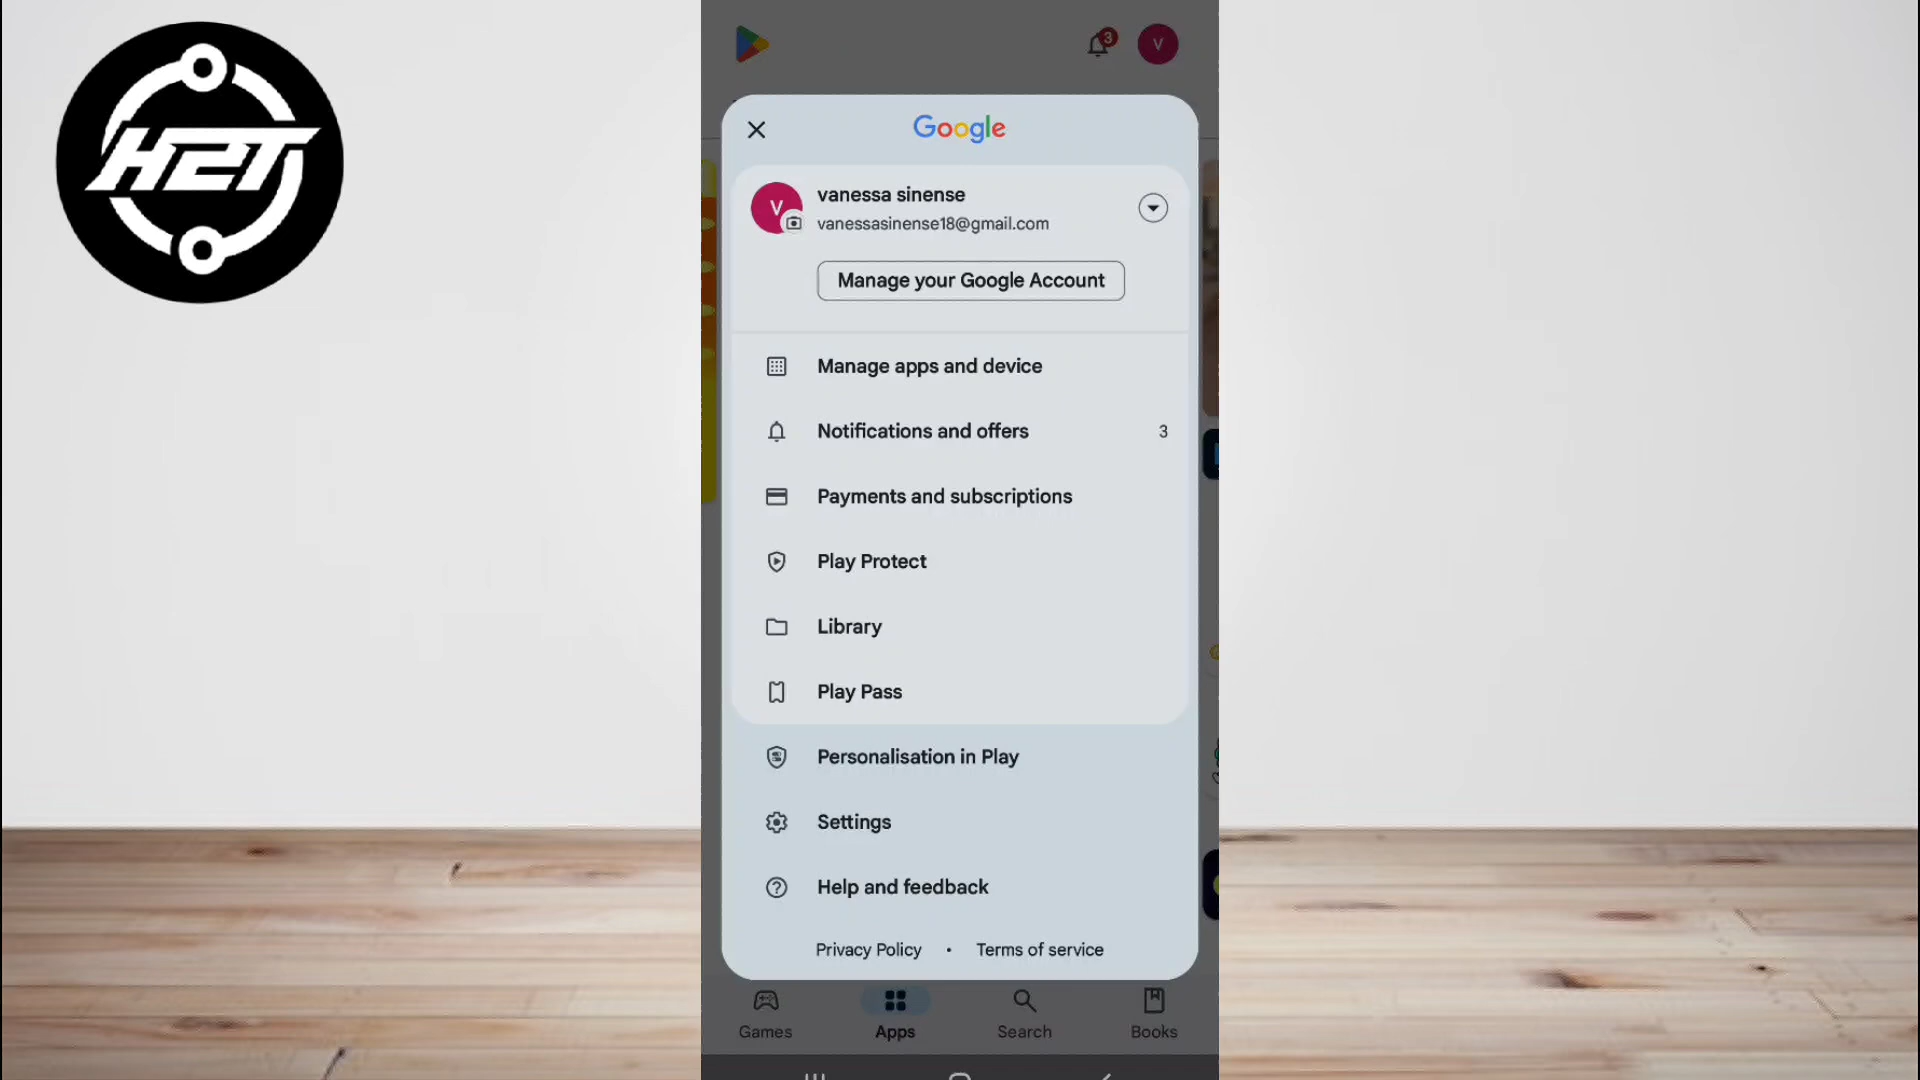 H2T
3
V
Google
V
vanessa sinense
vanessasinense18@gmail.com
Manage your Google Account
Manage apps and device
Notifications and offers 3
Payments and subscriptions
Play Protect
Library
Play Pass
Personalisation in Play
Settings
Help and feedback
Privacy Policy • Terms of service
Games Apps Search Books